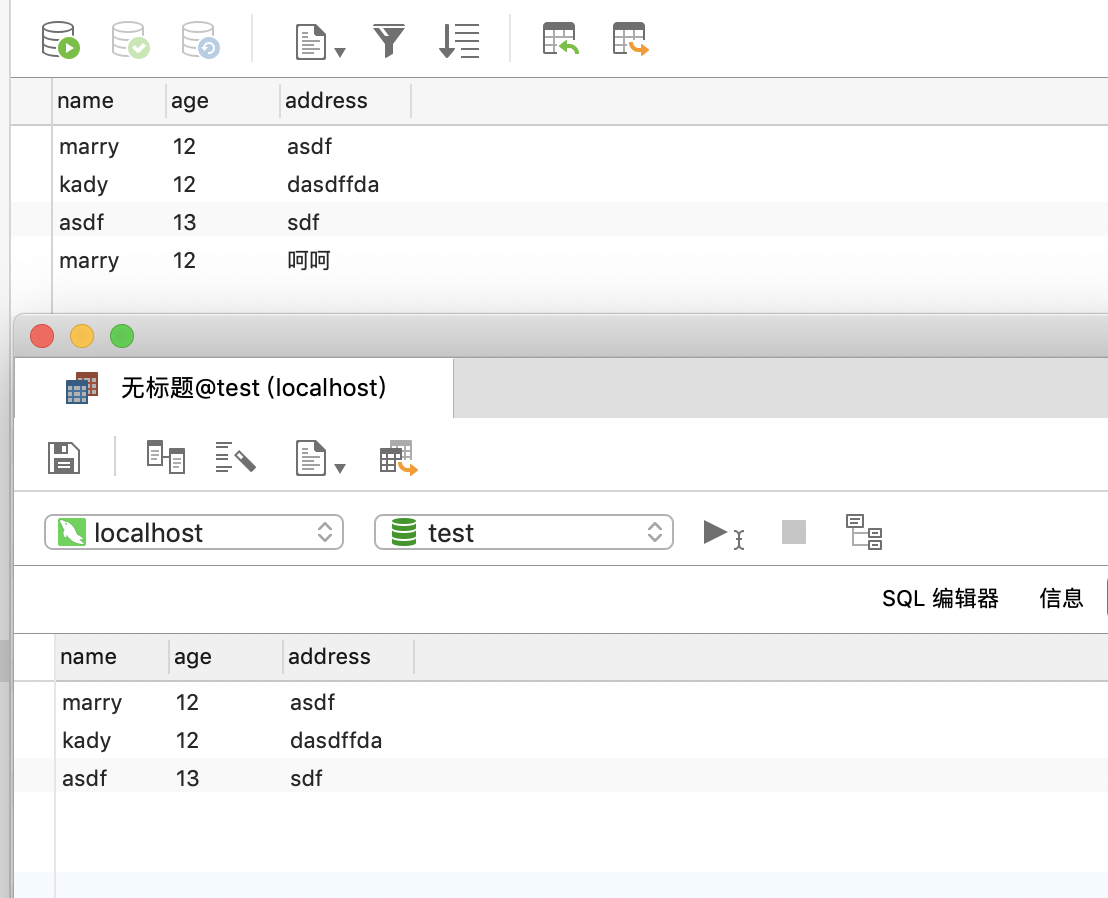 name age address
marry 12 asdf
kady 12 dasdffda
asdf 13 sdf
marry 12 呵呵
无标题@test (localhost)
localhost test
SQL 编辑器 信息
name age address
marry 12 asdf
kady 12 dasdffda
asdf 13 sdf